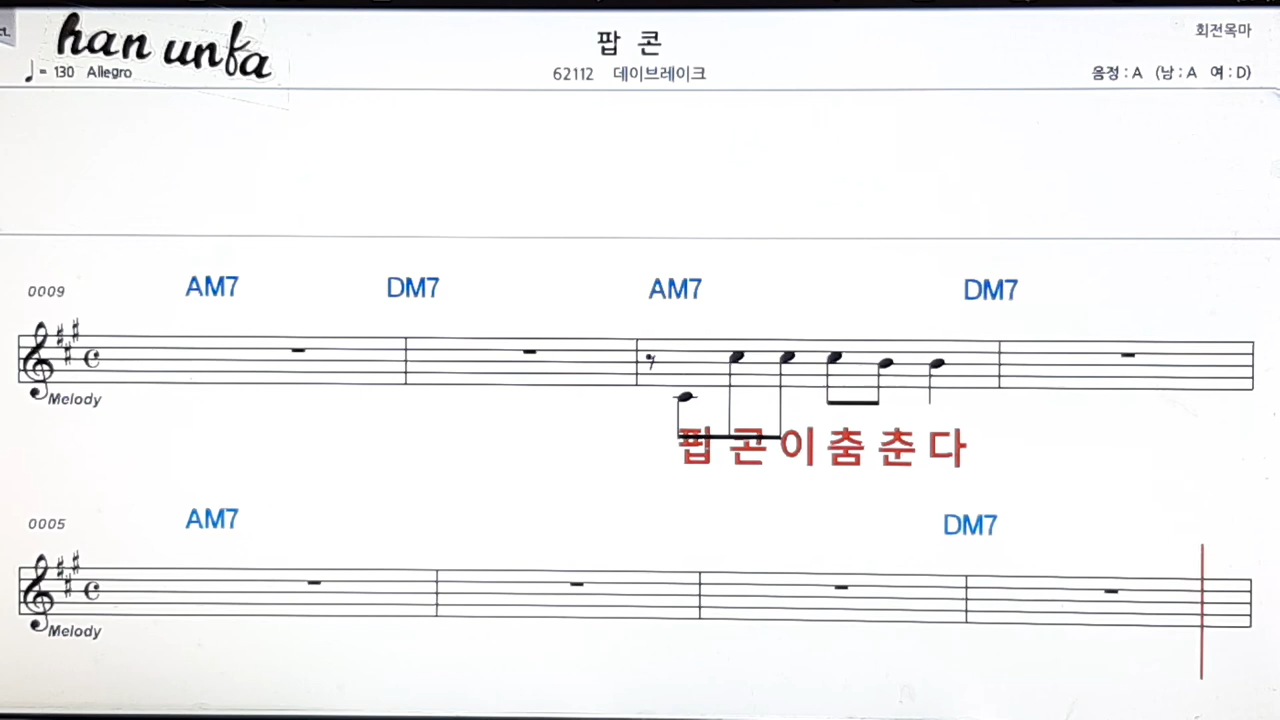 han unfa
팝 콘
회전목마
= 130 Allegro
62112 데이브레이크
음정 : A (남 : A 여 : D)
0009 AM7 DM7 AM7 DM7
Melody
팝 콘 이 춤 춘 다
0005 AM7 DM7
Melody